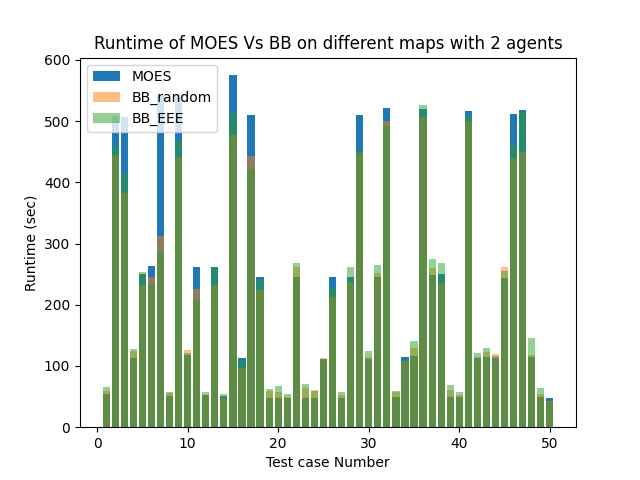 Runtime of MOES Vs BB on different maps with 2 agents
MOES
BB_random
BB_EEE
600
500
400
300
200
100
0
Runtime (sec)
0 10 20 30 40 50
Test case Number